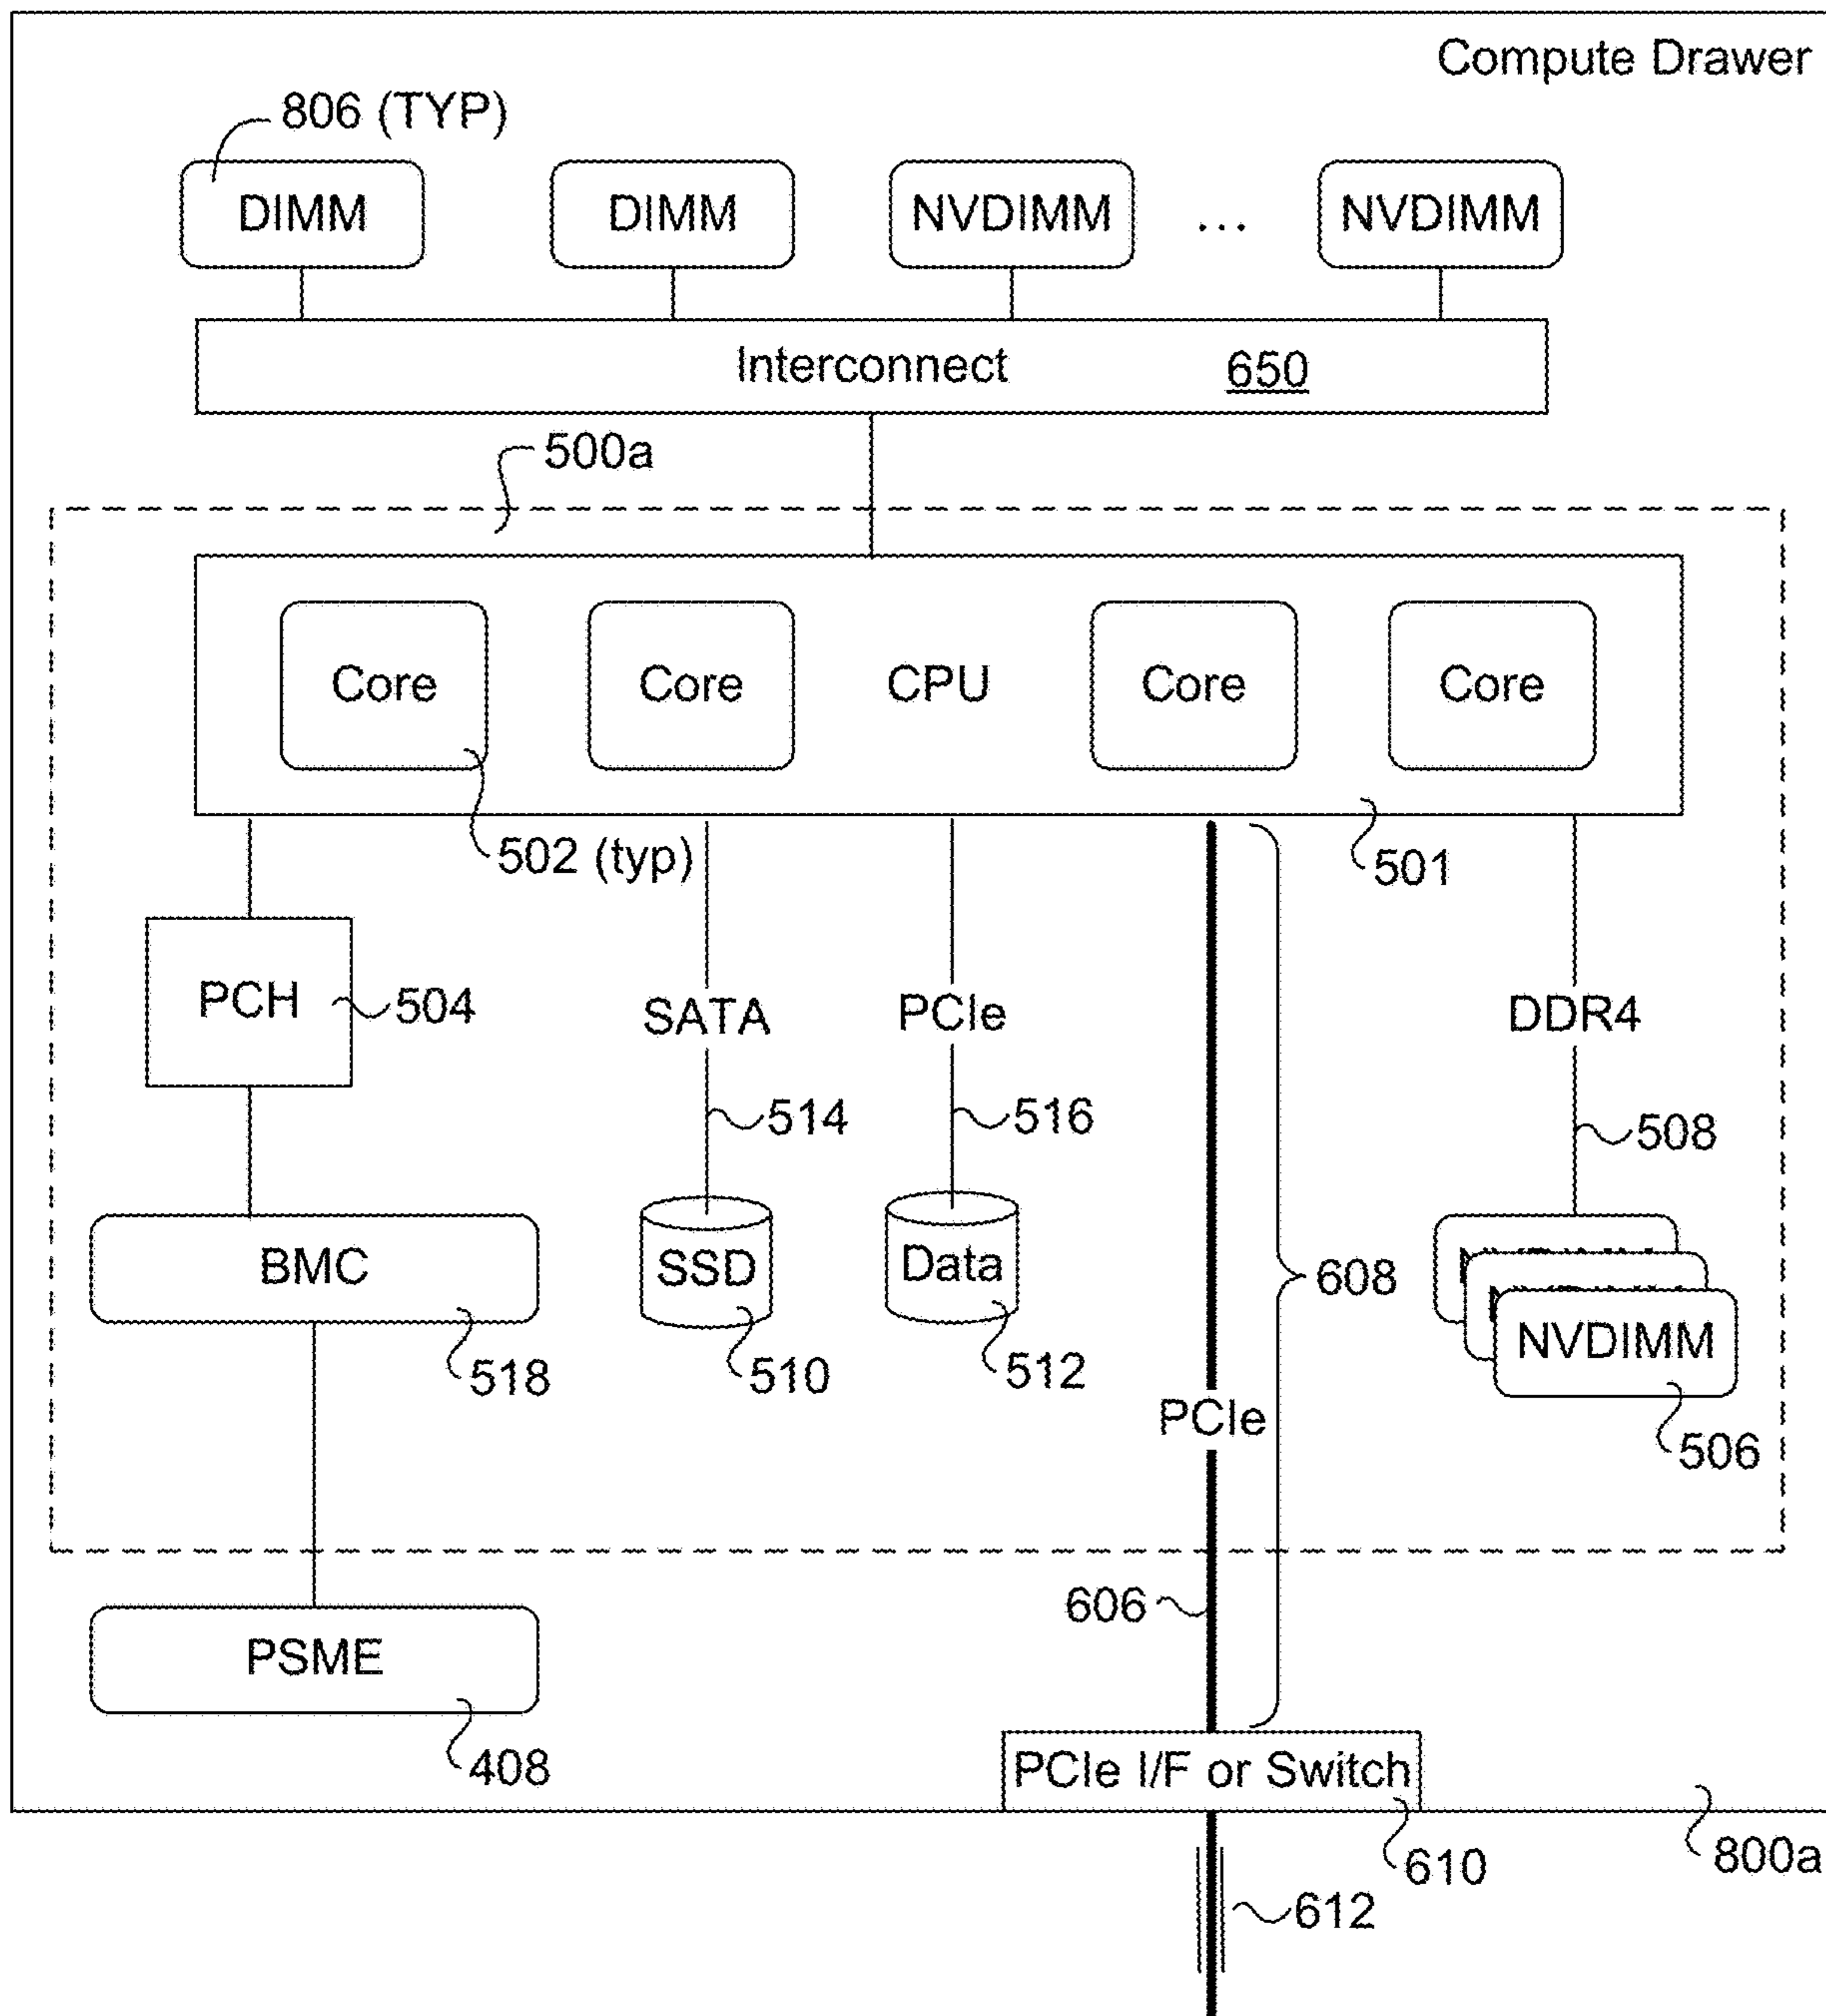 Compute Drawer
806 (TYP)
DIMM
DIMM
NVDIMM
...
NVDIMM
Interconnect 650
500a
Core
Core
CPU
Core
Core
502 (typ)
501
PCH
504
SATA
PCIe
DDR4
514
516
508
BMC
SSD
Data
608
NVDIMM
518
510
512
PCIe
506
606
PSME
408
PCIe I/F or Switch
610
800a
612